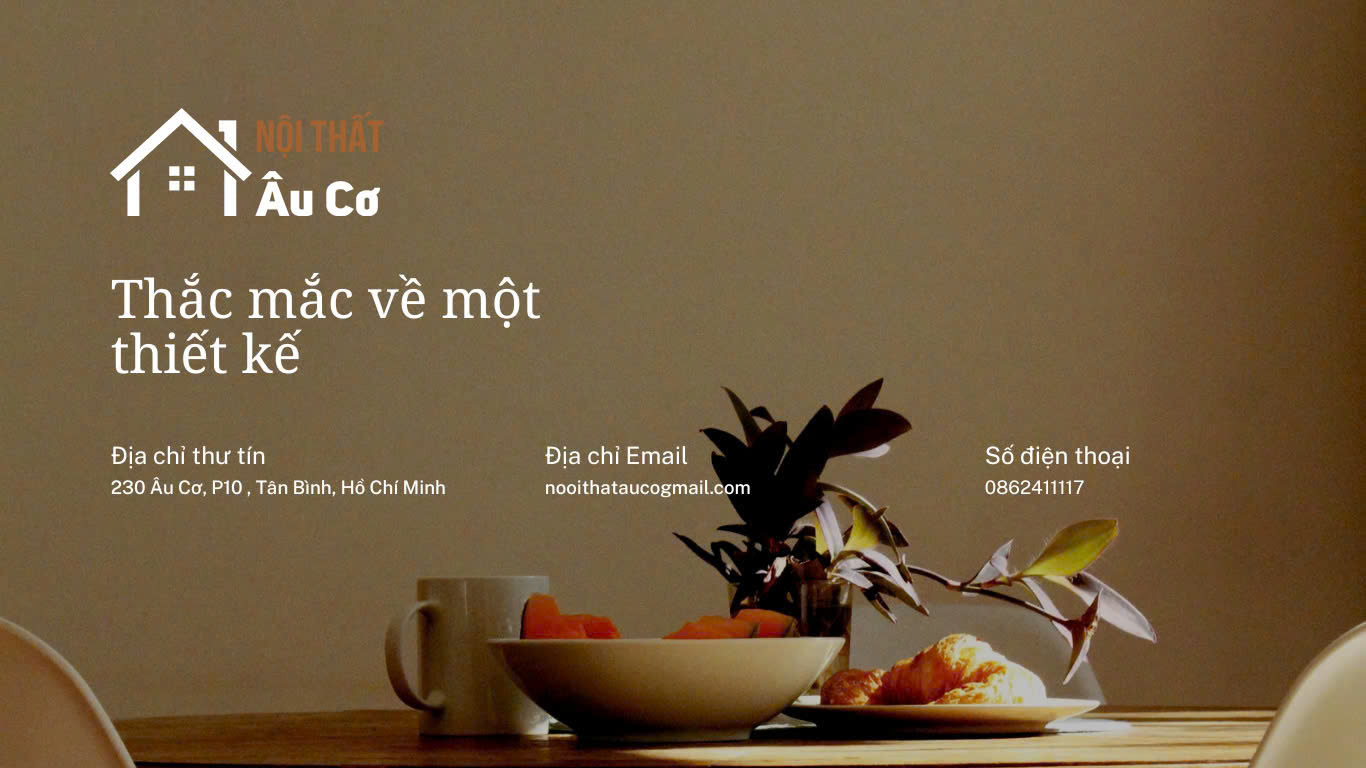 NỘI THẤT
Âu Cơ
Thắc mắc về một
thiết kế
Địa chỉ thư tín
230 Âu Cơ, P10 , Tân Bình, Hồ Chí Minh
Địa chỉ Email
nooithataucogmail.com
Số điện thoại
0862411117